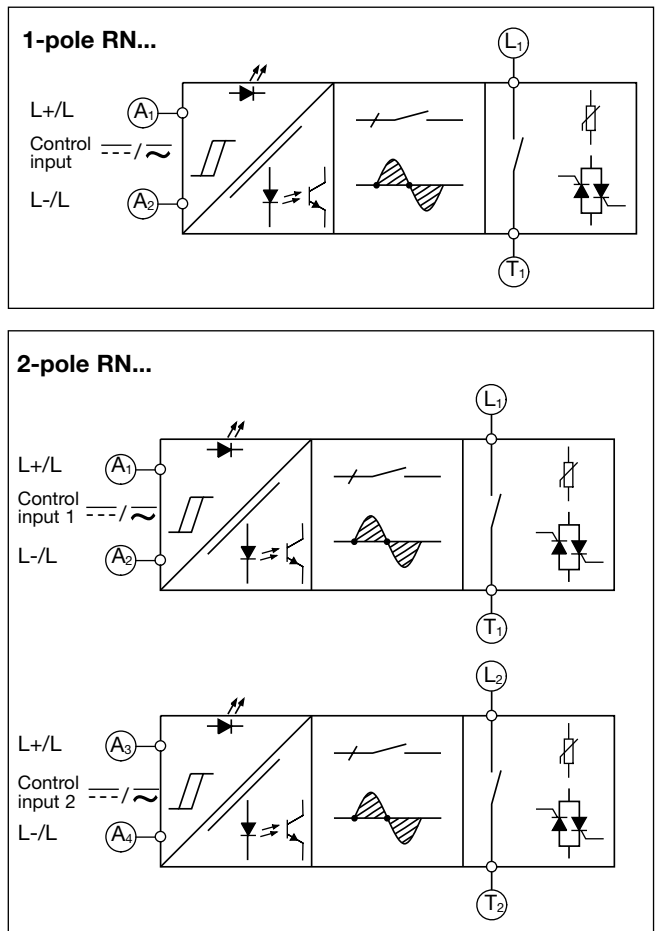 1-pole RN...
L₁
L+/L
A₁
Control
input
L-/L
A₂
T₁
2-pole RN...
L₁
L+/L
A₁
Control
input 1
L-/L
A₂
T₁
L₂
L+/L
A₃
Control
input 2
L-/L
A₄
T₂